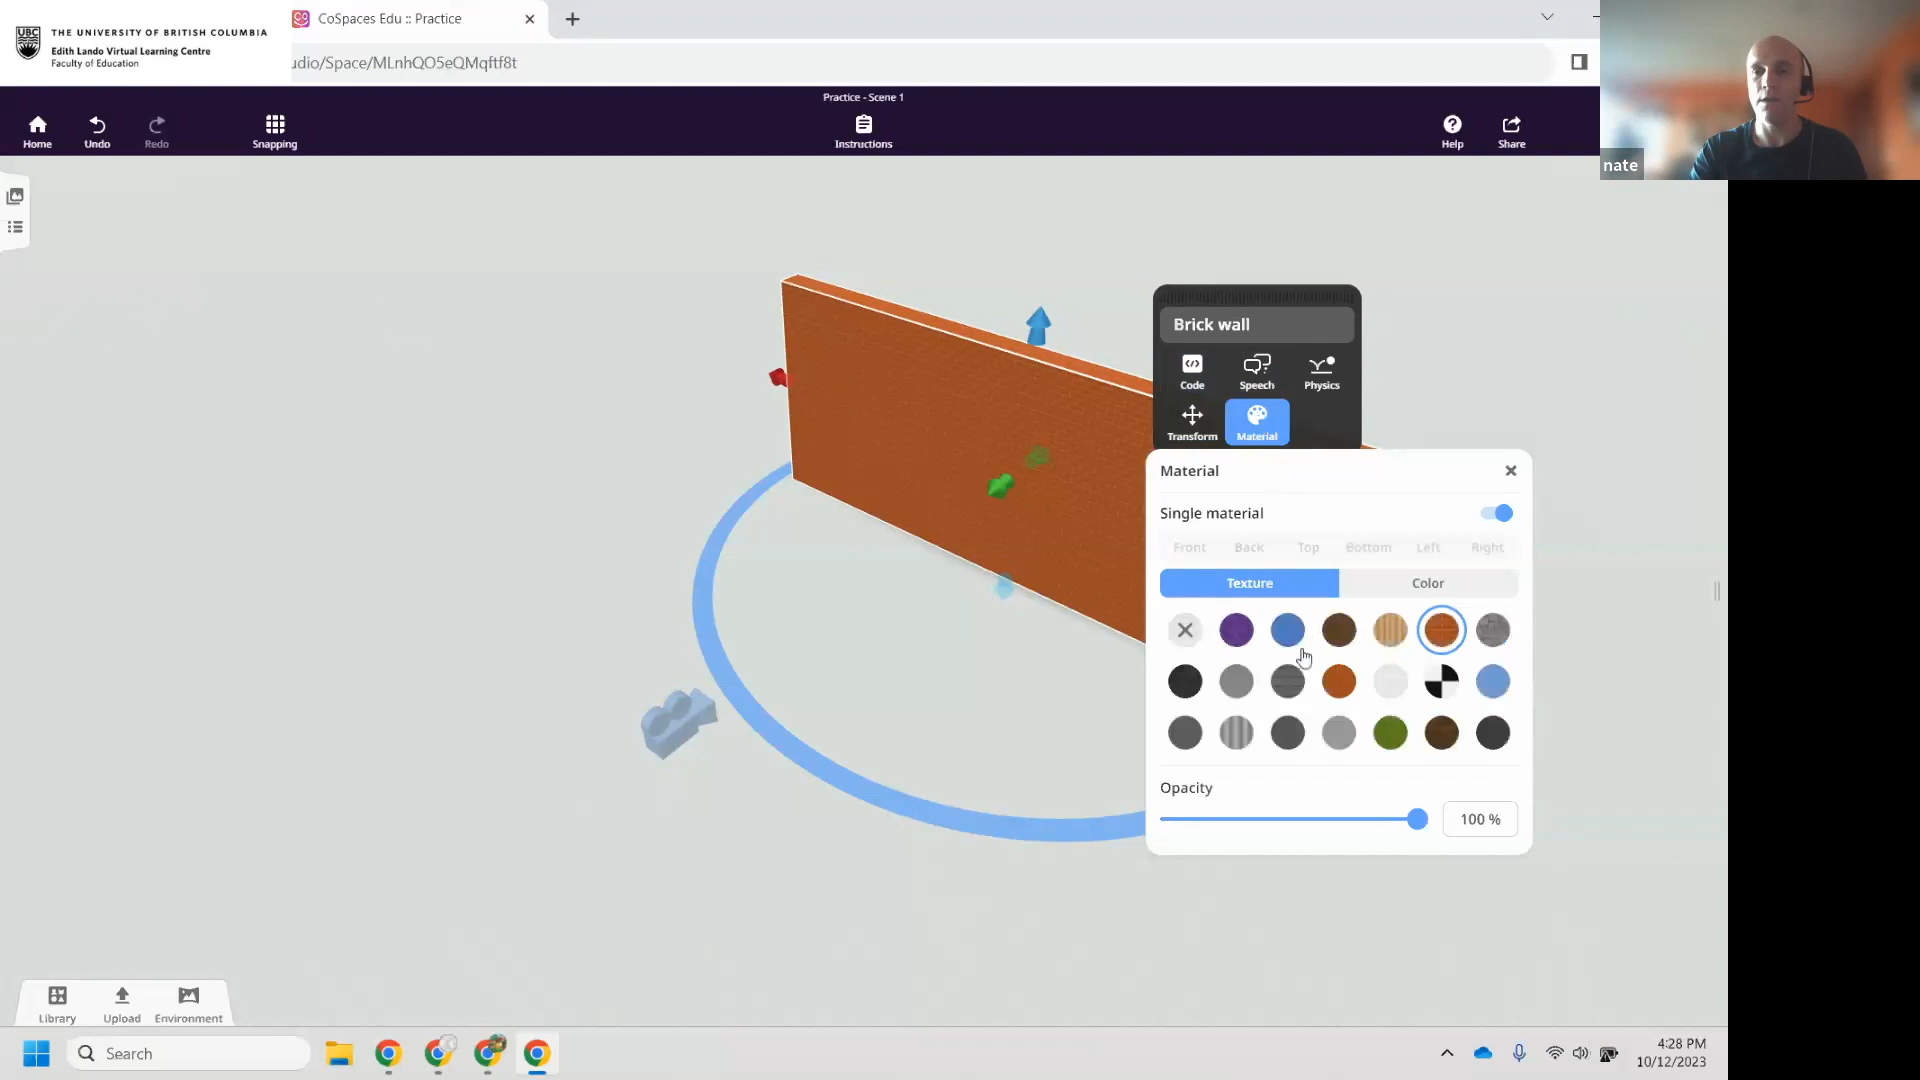 CoSpaces Edu :: Practice
UBC
THE UNIVERSITY OF BRITISH COLUMBIA
Edith Lando Virtual Learning Centre
Faculty of Education
udio/Space/MLnhQO5eQMqftf8t
Practice - Scene 1
Home
Undo
Redo
Snapping
Instructions
Help
Share
nate
Brick wall
Code
Speech
Physics
Transform
Material
Material
Single material
Front
Back
Top
Bottom
Left
Right
Texture
Color
Opacity
100 %
Library
Upload
Environment
Search
4:28 PM
10/12/2023